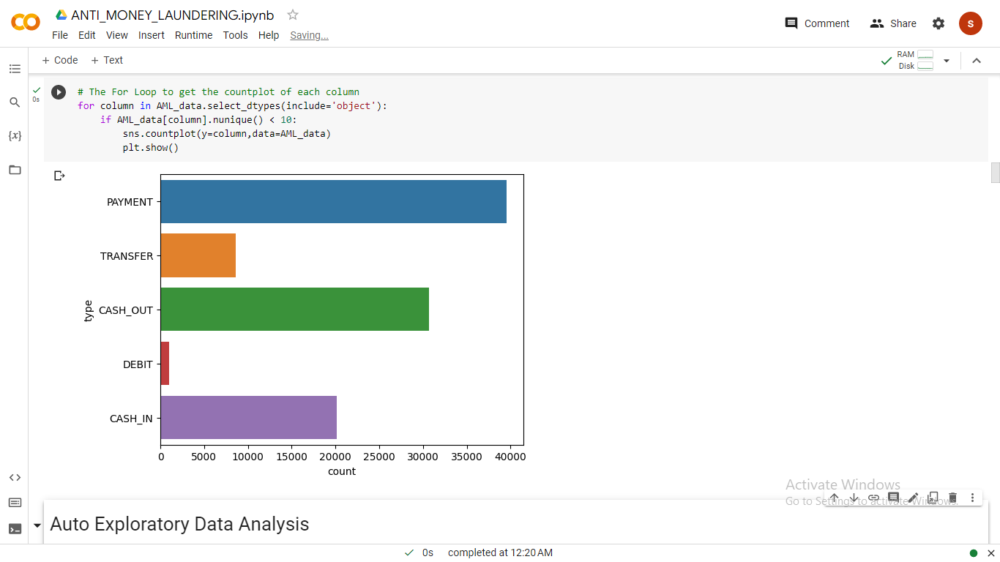 ANTI_MONEY_LAUNDERING.ipynb
File Edit View Insert Runtime Tools Help Saving...
Comment Share S
+ Code + Text
RAM
Disk
0s
# The For Loop to get the countplot of each column
for column in AML_data.select_dtypes(include='object'):
    if AML_data[column].nunique() < 10:
        sns.countplot(y=column,data=AML_data)
        plt.show()
{x}
PAYMENT
TRANSFER
CASH_OUT
DEBIT
CASH_IN
type
0 5000 10000 15000 20000 25000 30000 35000 40000
count
Activate Windows
Go to Settings to activate Windows.
Auto Exploratory Data Analysis
0s completed at 12:20 AM